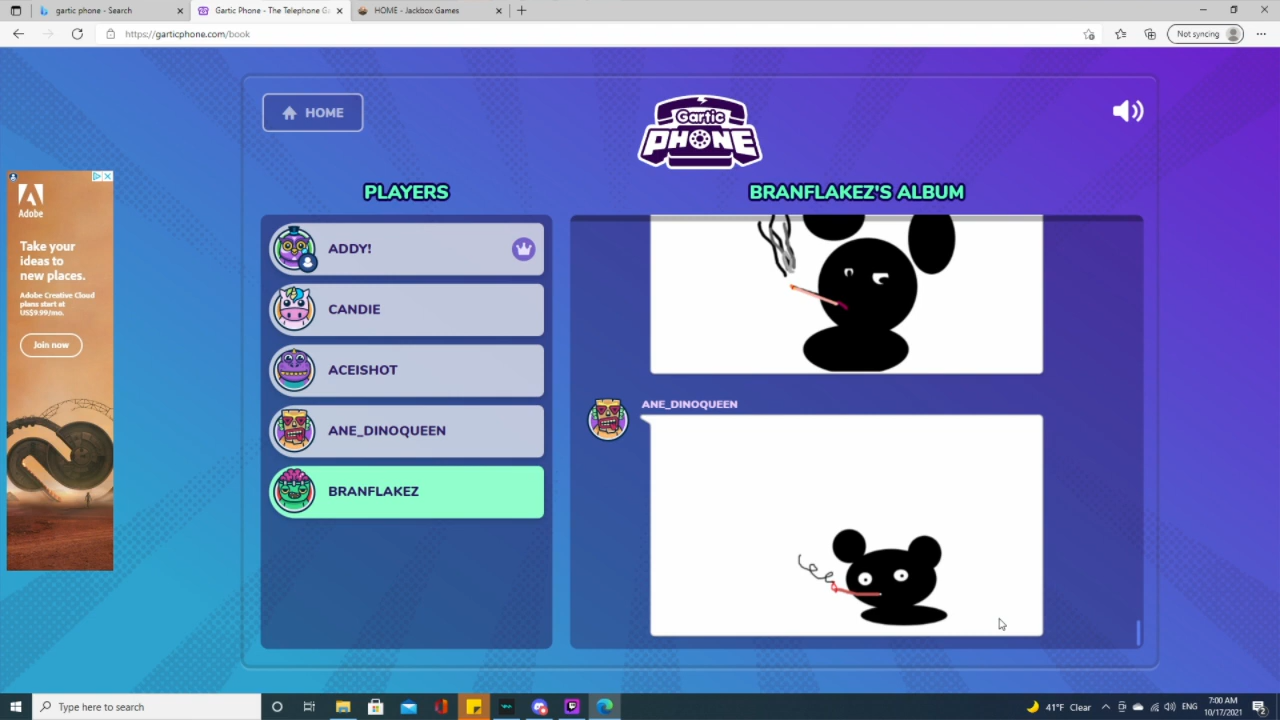 gartic phone - Search
Gartic Phone - The Telephone G
HOME - Jackbox Games
https://garticphone.com/book
Not syncing
HOME
Gartic
PHONE
PLAYERS
BRANFLAKEZ'S ALBUM
Adobe
Take your
ideas to
new places.
Adobe Creative Cloud
plans start at
US$9.99/mo.
Join now
ADDY!
CANDIE
ACEISHOT
ANE_DINOQUEEN
BRANFLAKEZ
ANE_DINOQUEEN
Type here to search
41°F Clear
ENG
7:00 AM
10/17/2021
2